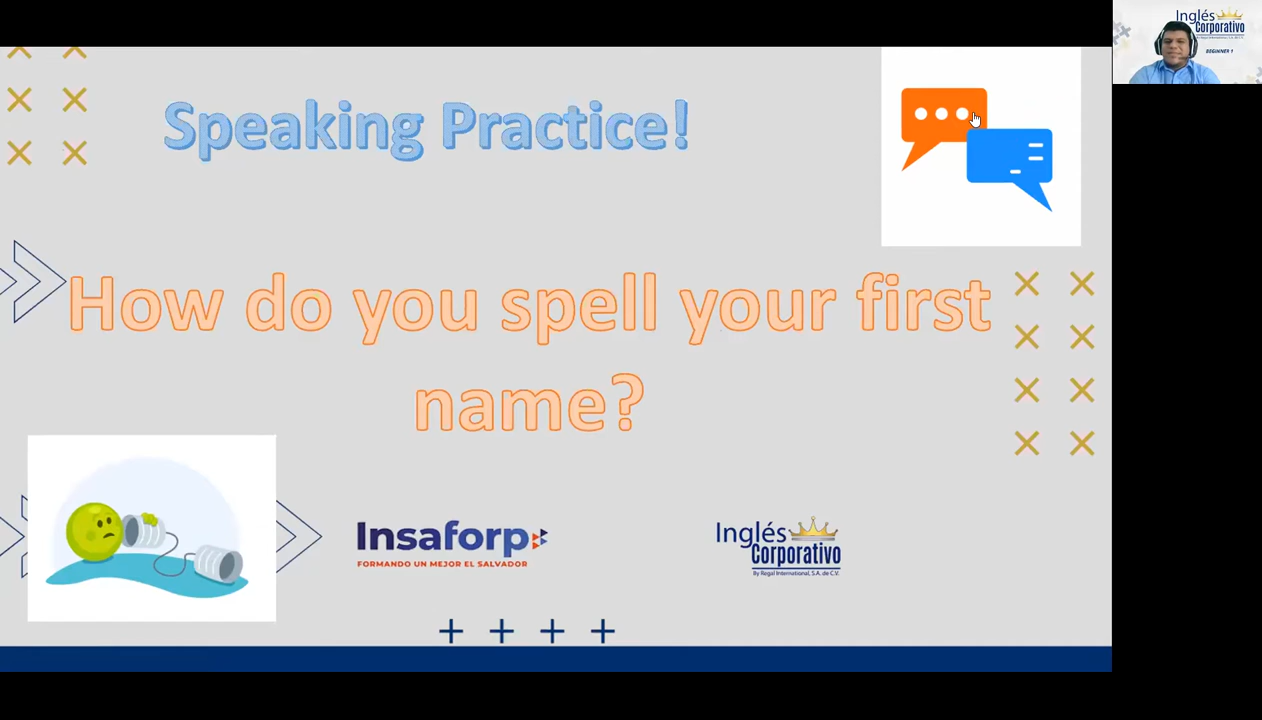 Speaking Practice!
How do you spell your first
name?
Insaforp
FORMANDO UN MEJOR EL SALVADOR
Inglés
Corporativo
By Regal International, S.A. de C.V.
Inglés
Corporativo
BEGINNER 1